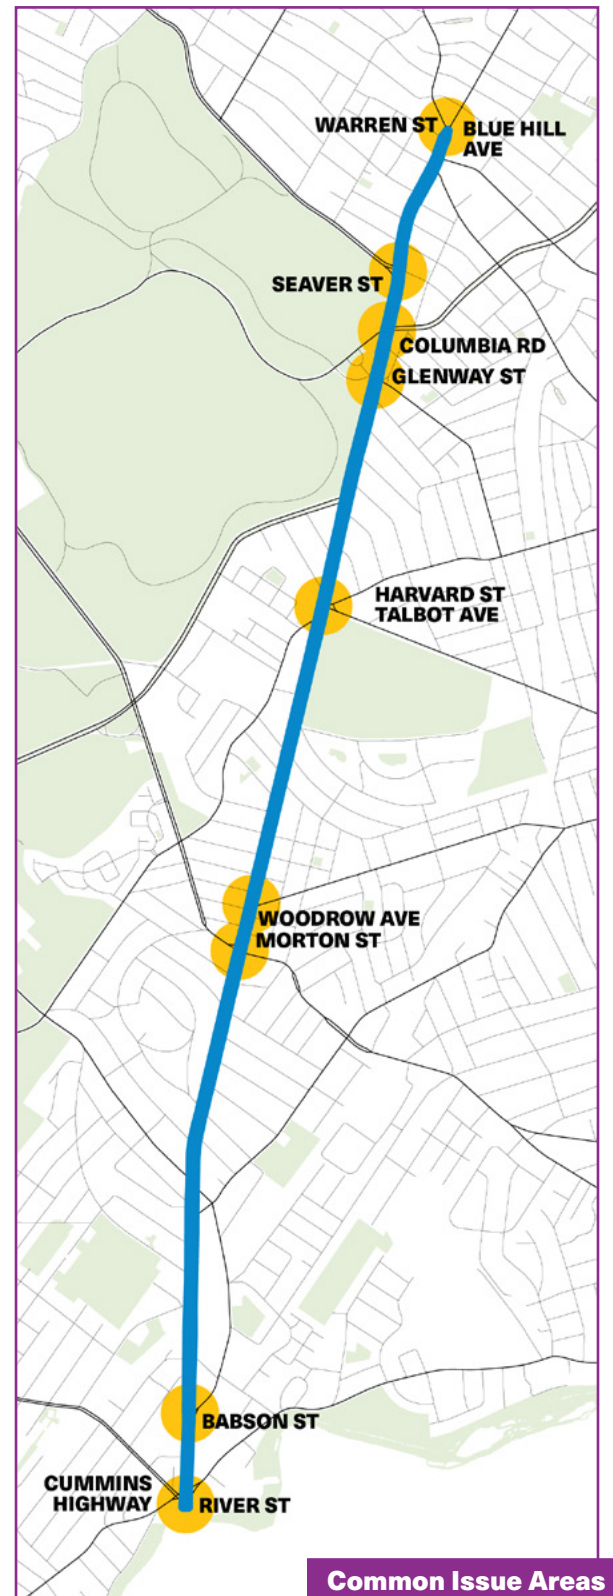 WARREN ST
BLUE HILL
AVE
SEAVER ST
COLUMBIA RD
GLENWAY ST
HARVARD ST
TALBOT AVE
WOODROW AVE
MORTON ST
BABSON ST
CUMMINS
HIGHWAY
RIVER ST
Common Issue Areas